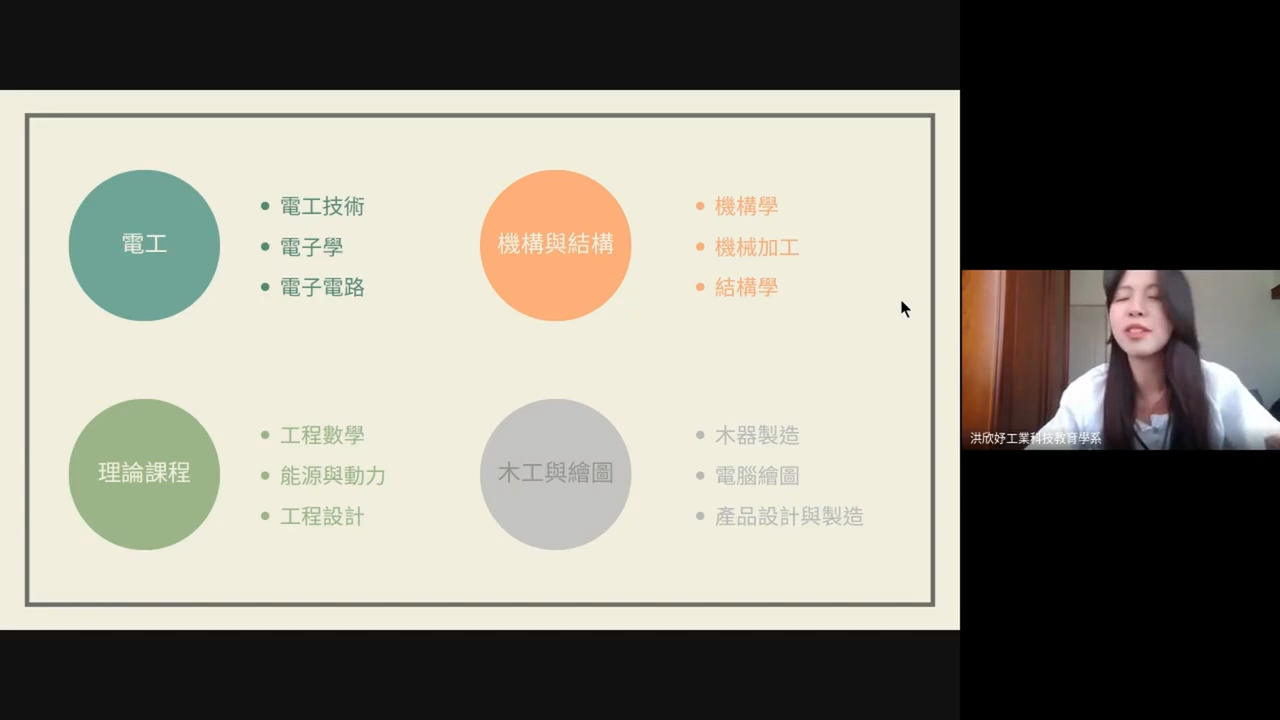 電工
電工技術
電子學
電子電路
機構與結構
機構學
機械加工
結構學
理論課程
工程數學
能源與動力
工程設計
木工與繪圖
木器製造
電腦繪圖
產品設計與製造
洪欣妤工業科技教育學系